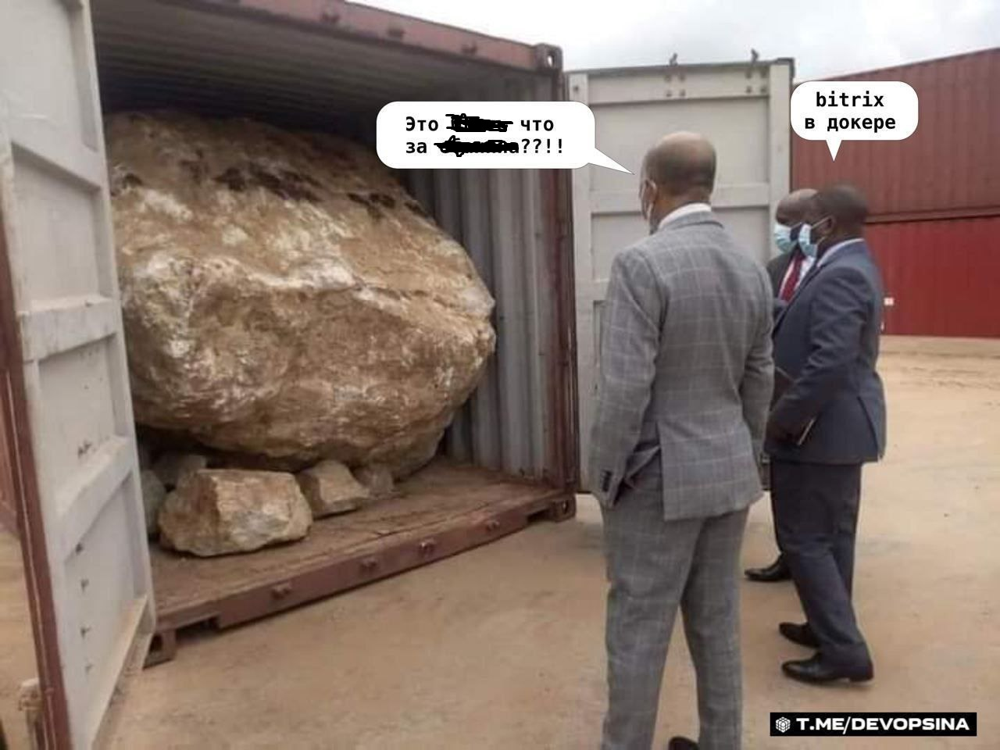 Это что
за ??!!
bitrix
в докере
T.ME/DEVOPSINA